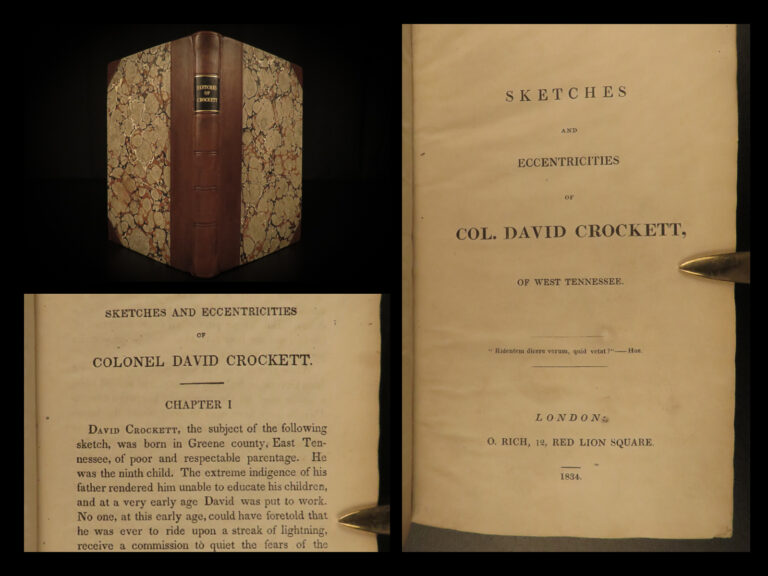 SKETCHES
OF
CROCKETT
SKETCHES
AND
ECCENTRICITIES
OF
COL. DAVID CROCKETT,
OF WEST TENNESSEE.
" Ridentem dicere verum, quid vetat?"—Hor.
LONDON:
O. RICH, 12, RED LION SQUARE.
1834.
SKETCHES AND ECCENTRICITIES
OF
COLONEL DAVID CROCKETT.
CHAPTER I
DAVID CROCKETT, the subject of the following
sketch, was born in Greene county, East Ten-
nessee, of poor and respectable parentage. He
was the ninth child. The extreme indigence of his
father rendered him unable to educate his children,
and at a very early age David was put to work.
No one, at this early age, could have foretold that
he was ever to ride upon a streak of lightning,
receive a commission to quiet the fears of the